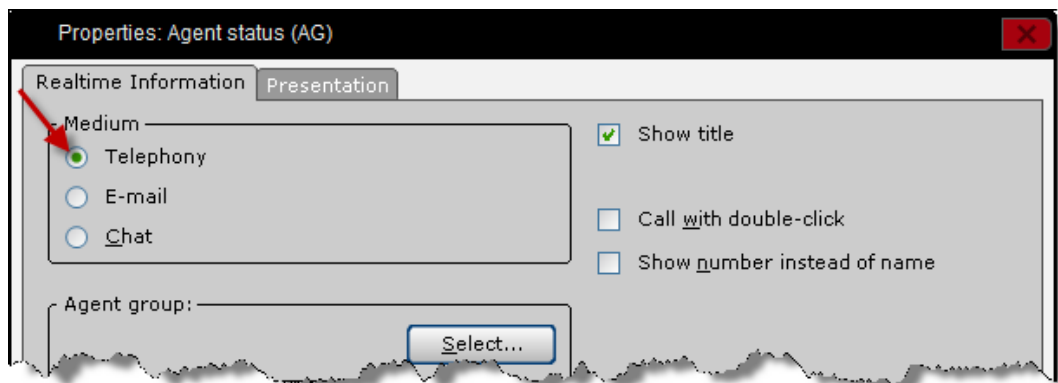 Properties: Agent status (AG)
Realtime Information
Presentation
Medium
Telephony
E-mail
Chat
Show title
Call with double-click
Show number instead of name
Agent group:
Select...